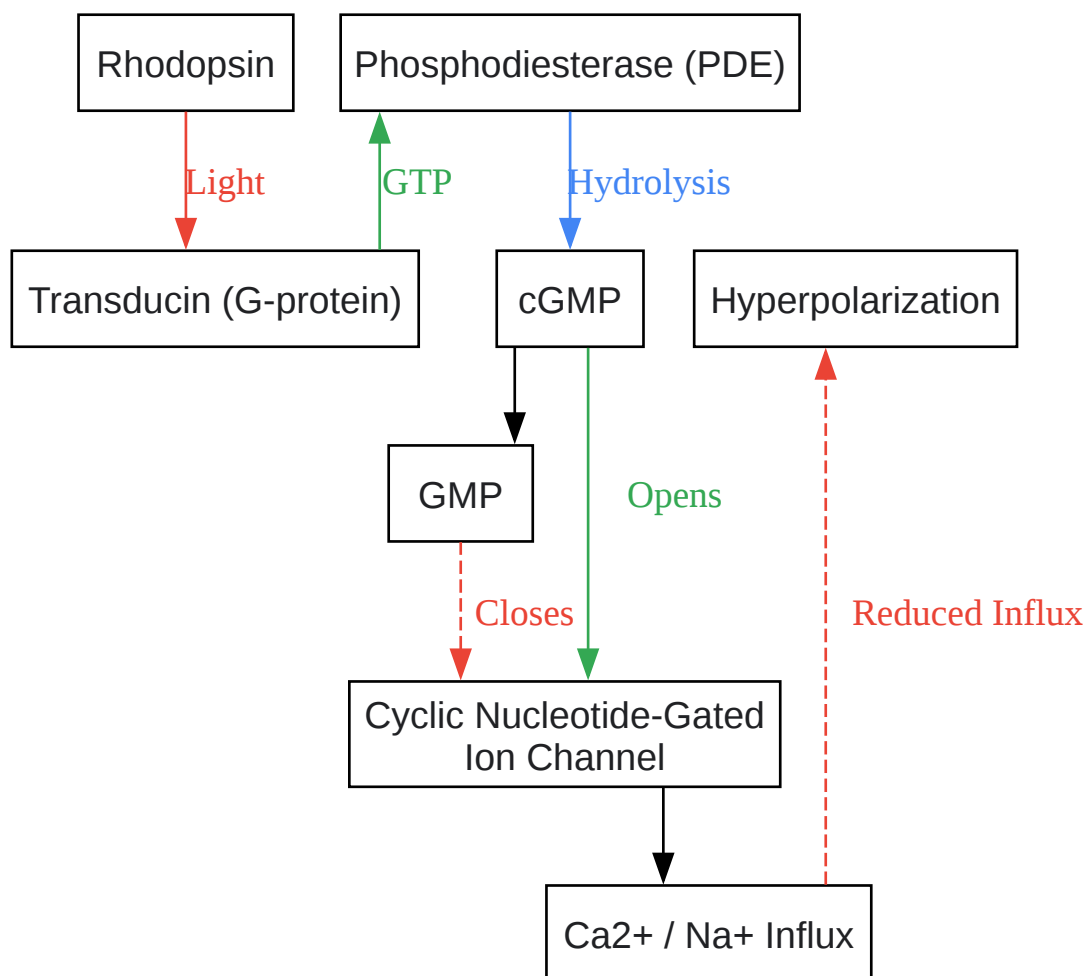 Rhodopsin
Phosphodiesterase (PDE)
Light
GTP
Hydrolysis
Transducin (G-protein)
cGMP
Hyperpolarization
GMP
Opens
Closes
Reduced Influx
Cyclic Nucleotide-Gated
Ion Channel
Ca2+ / Na+ Influx